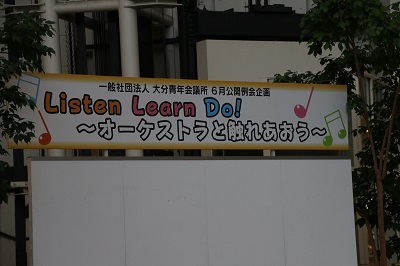 一般社団法人 大分青年会議所 6月公開例会企画
Listen Learn Do!
～オーケストラと触れあおう～